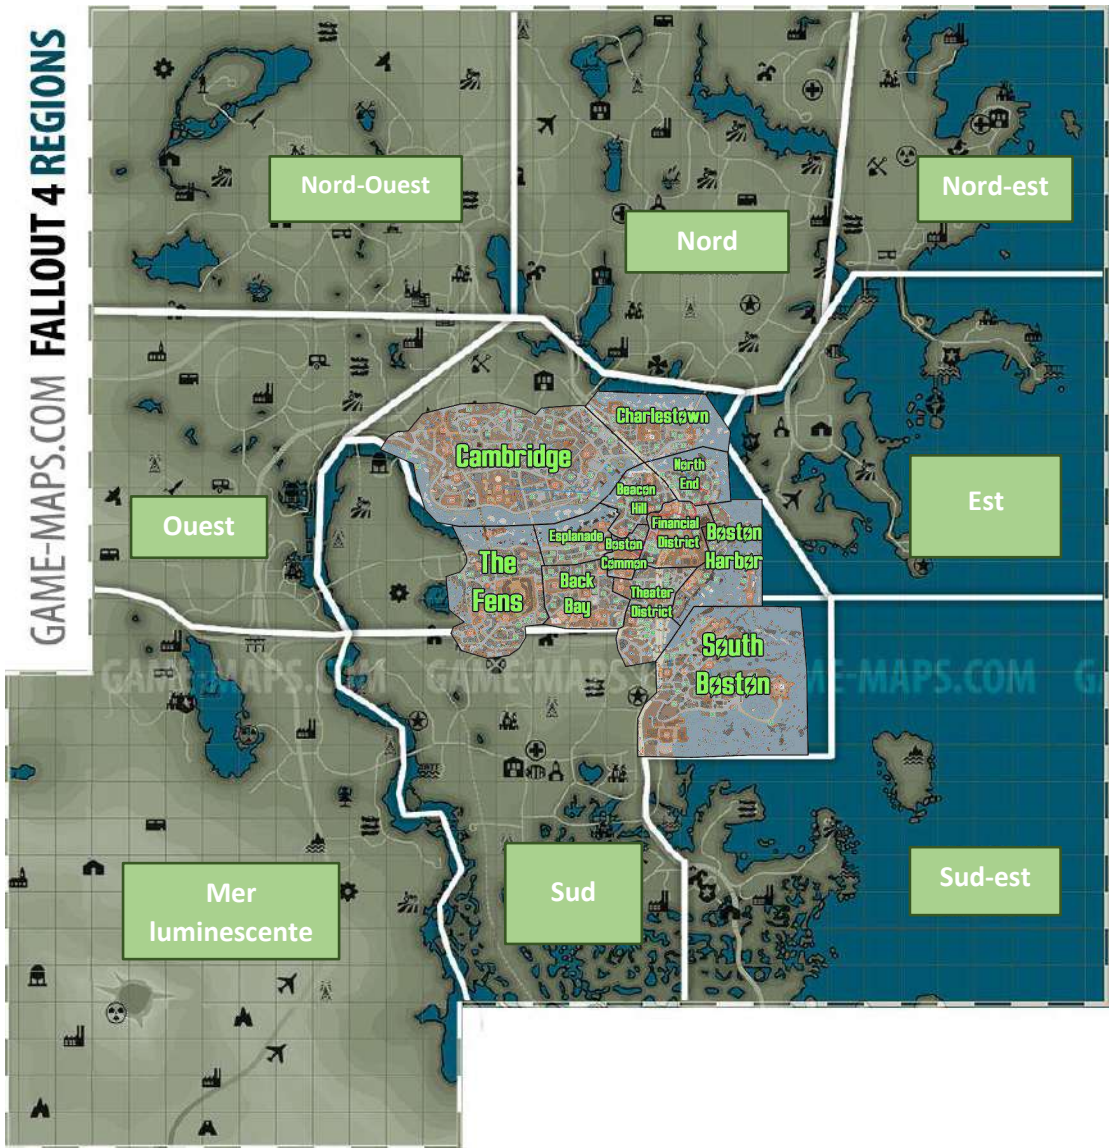 GAME-MAPS.COM FALLOUT 4 REGIONS
Nord-Ouest
Nord
Nord-est
Charlestown
Cambridge
North
End
Beacon
Hill
Ouest
Est
Esplanade
Financial
District
Boston
Harbor
Boston
Common
The
Fens
Back
Bay
Theater
District
South
Boston
GAME-MAPS.COM GAME-MAPS.COM GAME-MAPS.COM G
Mer
luminescente
Sud
Sud-est